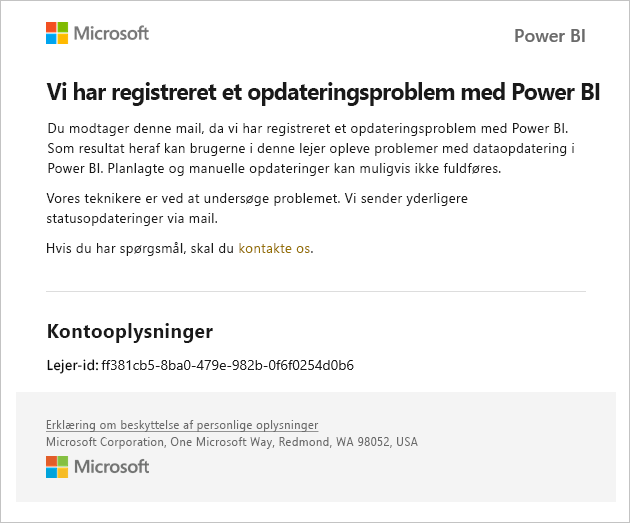 Microsoft
Power BI
Vi har registreret et opdateringsproblem med Power BI
Du modtager denne mail, da vi har registreret et opdateringsproblem med Power BI.
Som resultat heraf kan brugerne i denne lejer opleve problemer med dataopdatering i
Power BI. Planlagte og manuelle opdateringer kan muligvis ikke fuldføres.
Vores teknikere er ved at undersøge problemet. Vi sender yderligere
statusopdateringer via mail.
Hvis du har spørgsmål, skal du kontakte os.
Kontooplysninger
Lejer-id: ff381cb5-8ba0-479e-982b-0f6f0254d0b6
Erklæring om beskyttelse af personlige oplysninger
Microsoft Corporation, One Microsoft Way, Redmond, WA 98052, USA
Microsoft